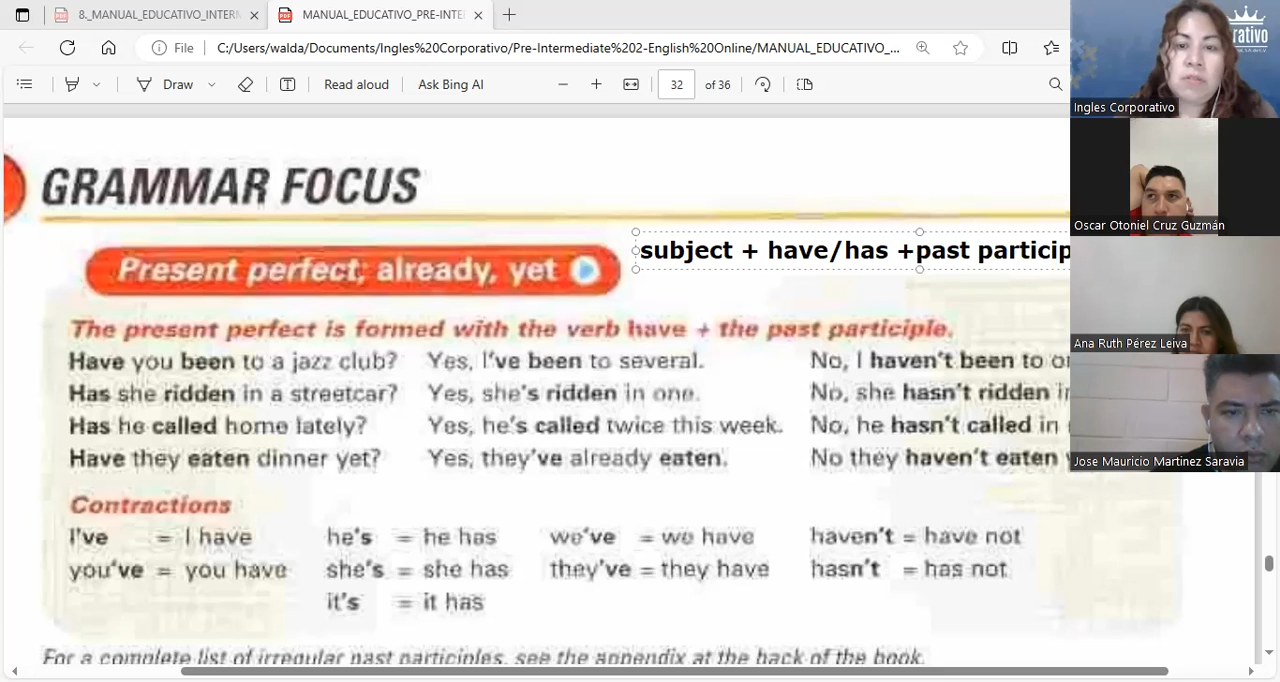 8._MANUAL_EDUCATIVO_INTERM
MANUAL_EDUCATIVO_PRE-INTE
File
C:/Users/walda/Documents/Ingles%20Corporativo/Pre-Intermediate%202-English%20Online/MANUAL_EDUCATIVO_...
Draw
Read aloud
Ask Bing AI
32 of 36
rativo
Ingles Corporativo
Oscar Otoniel Cruz Guzmán
Ana Ruth Pérez Leiva
Jose Mauricio Martinez Saravia
GRAMMAR FOCUS
subject + have/has +past particip
Present perfect; already, yet
The present perfect is formed with the verb have + the past participle.
Have you been to a jazz club? Yes, I've been to several. No, I haven't been to
Has she ridden in a streetcar? Yes, she's ridden in one. No, she hasn't ridden
Has he called home lately? Yes, he's called twice this week. No, he hasn't called in
Have they eaten dinner yet? Yes, they've already eaten. No they haven't eaten
Contractions
I've = I have he's = he has we've = we have haven't = have not
you've = you have she's = she has they've = they have hasn't = has not
it's = it has
For a complete list of irregular past participles, see the appendix at the back of the book.